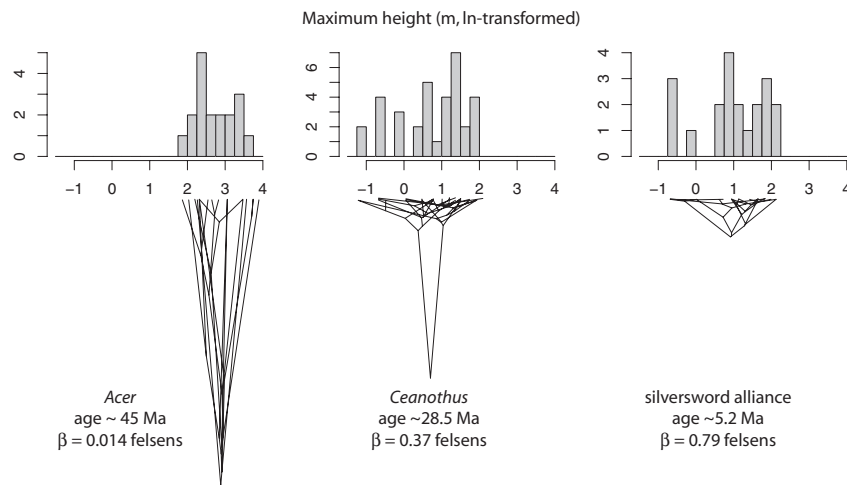 Maximum height (m, ln-transformed)
0 2 4
−1 0 1 2 3 4
0 2 4 6
−1 0 1 2 3 4
0 1 2 3 4
−1 0 1 2 3 4
Acer
age ~ 45 Ma
β = 0.014 felsens
Ceanothus
age ~28.5 Ma
β = 0.37 felsens
silversword alliance
age ~5.2 Ma
β = 0.79 felsens